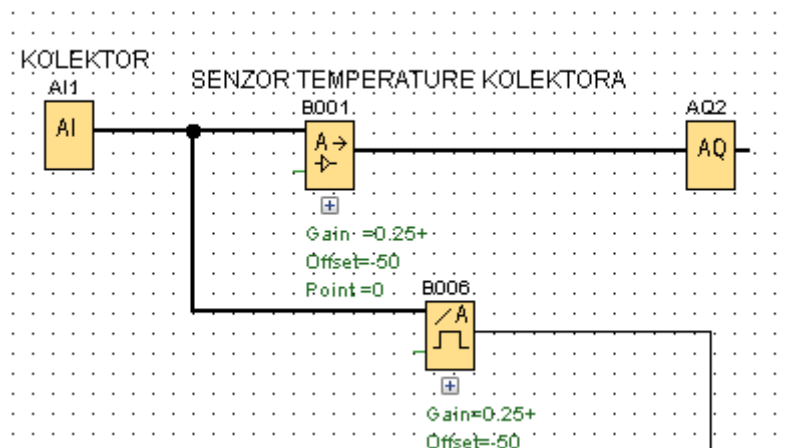 KOLEKTOR
AI1
AI
SENZOR TEMPERATURE KOLEKTORA
B001
A→
Gain =0.25+
Offset=-50
Point=0
AQ2
AQ
B006
/A
Gain=0.25+
Offset=-50